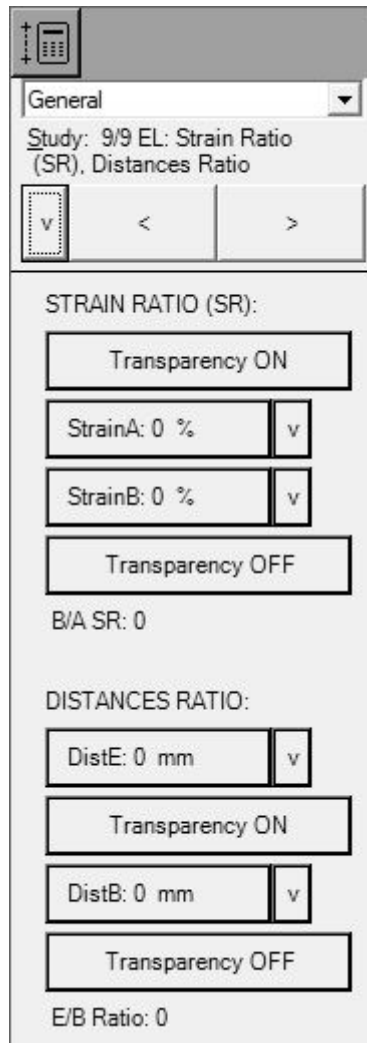 General
Study: 9/9 EL: Strain Ratio
(SR), Distances Ratio
v < >
STRAIN RATIO (SR):
Transparency ON
StrainA: 0 % v
StrainB: 0 % v
Transparency OFF
B/A SR: 0
DISTANCES RATIO:
DistE: 0 mm v
Transparency ON
DistB: 0 mm v
Transparency OFF
E/B Ratio: 0